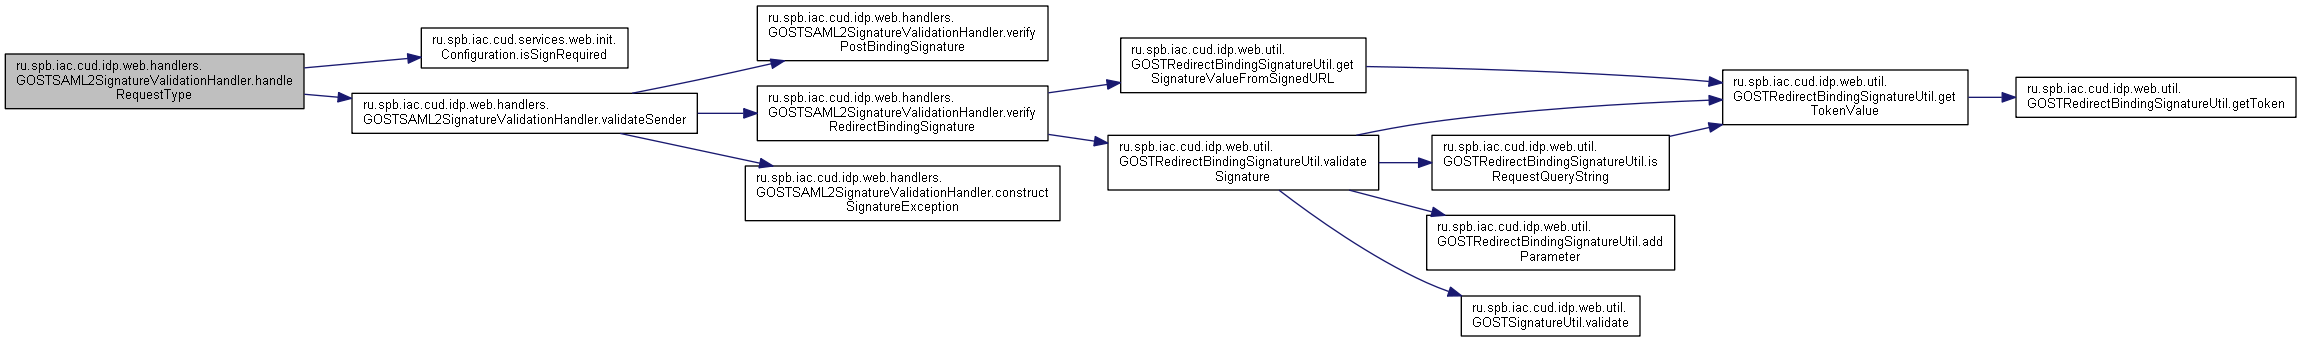 ru.spb.iac.cud.idp.web.handlers.
GOSTSAML2SignatureValidationHandler.handle
RequestType
ru.spb.iac.cud.services.web.init.
Configuration.isSignRequired
ru.spb.iac.cud.idp.web.handlers.
GOSTSAML2SignatureValidationHandler.validateSender
ru.spb.iac.cud.idp.web.handlers.
GOSTSAML2SignatureValidationHandler.verify
PostBindingSignature
ru.spb.iac.cud.idp.web.handlers.
GOSTSAML2SignatureValidationHandler.verify
RedirectBindingSignature
ru.spb.iac.cud.idp.web.handlers.
GOSTSAML2SignatureValidationHandler.construct
SignatureException
ru.spb.iac.cud.idp.web.util.
GOSTRedirectBindingSignatureUtil.get
SignatureValueFromSignedURL
ru.spb.iac.cud.idp.web.util.
GOSTRedirectBindingSignatureUtil.validate
Signature
ru.spb.iac.cud.idp.web.util.
GOSTRedirectBindingSignatureUtil.is
RequestQueryString
ru.spb.iac.cud.idp.web.util.
GOSTRedirectBindingSignatureUtil.add
Parameter
ru.spb.iac.cud.idp.web.util.
GOSTSignatureUtil.validate
ru.spb.iac.cud.idp.web.util.
GOSTRedirectBindingSignatureUtil.get
TokenValue
ru.spb.iac.cud.idp.web.util.
GOSTRedirectBindingSignatureUtil.getToken